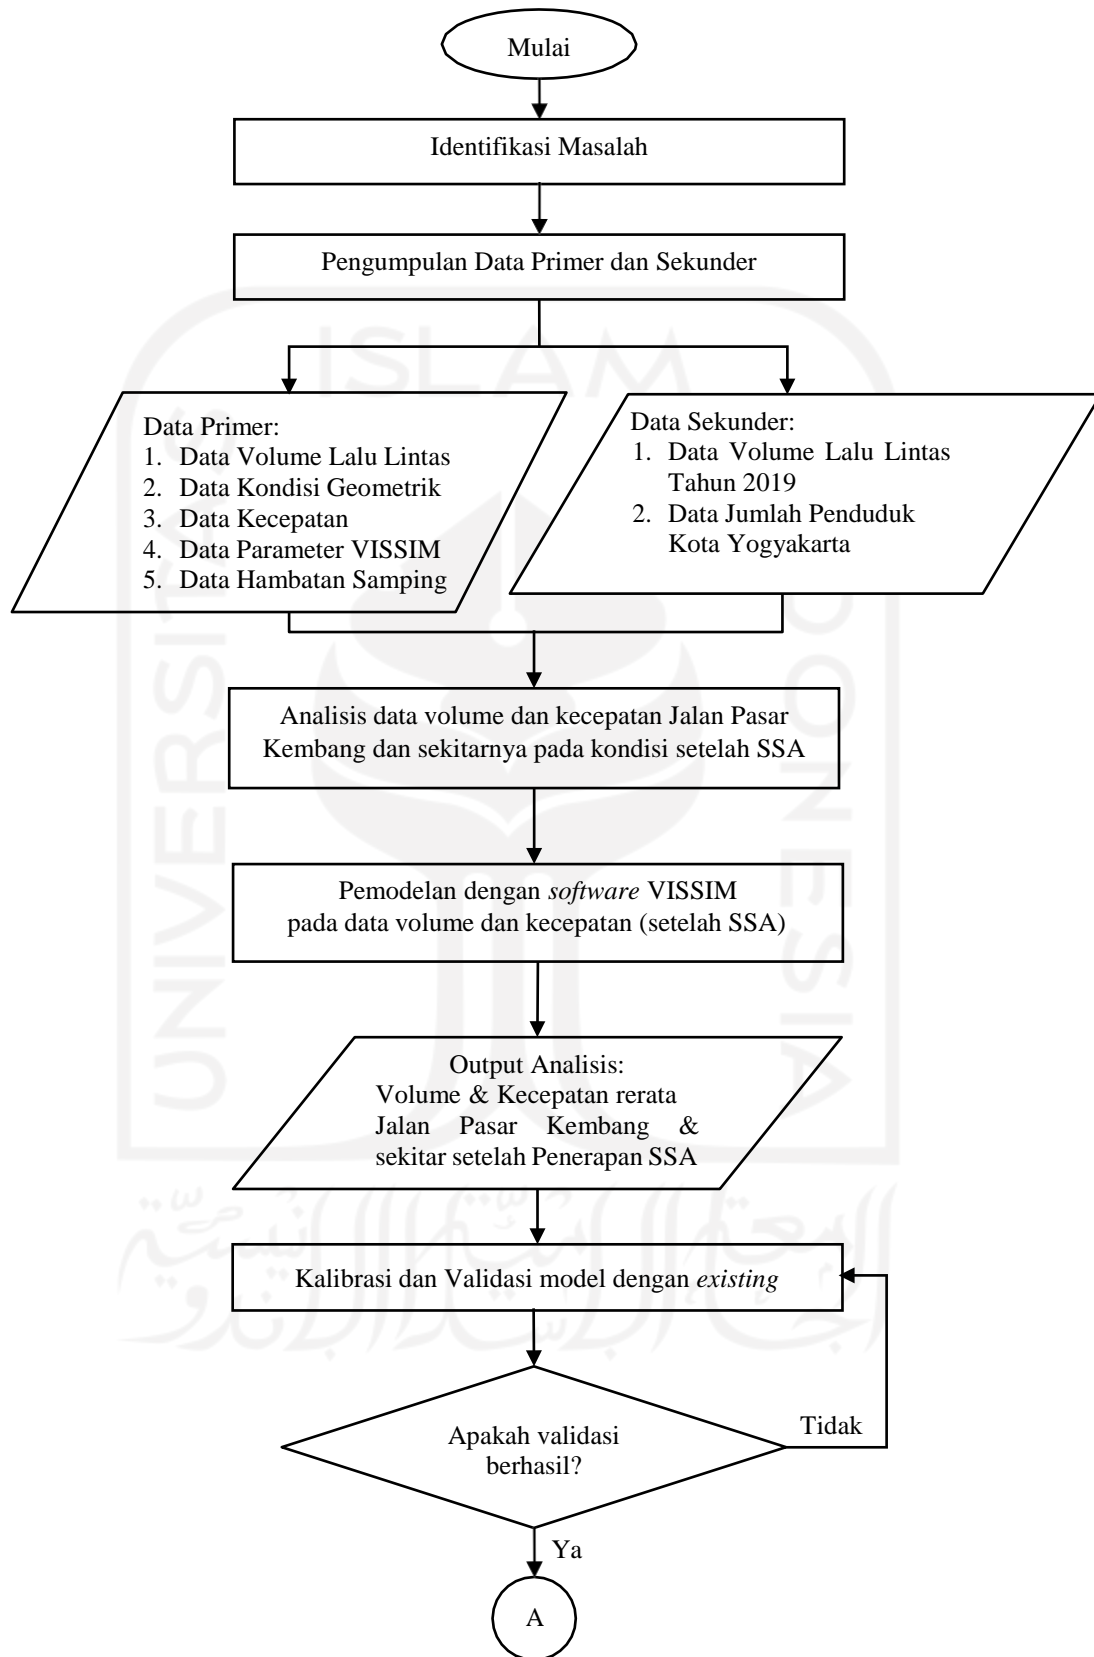 Mulai
Identifikasi Masalah
Pengumpulan Data Primer dan Sekunder
Data Primer:
1. Data Volume Lalu Lintas
2. Data Kondisi Geometrik
3. Data Kecepatan
4. Data Parameter VISSIM
5. Data Hambatan Samping
Data Sekunder:
1. Data Volume Lalu Lintas
Tahun 2019
2. Data Jumlah Penduduk
Kota Yogyakarta
Analisis data volume dan kecepatan Jalan Pasar
Kembang dan sekitarnya pada kondisi setelah SSA
Pemodelan dengan software VISSIM
pada data volume dan kecepatan (setelah SSA)
Output Analisis:
Volume & Kecepatan rerata
Jalan Pasar Kembang &
sekitar setelah Penerapan SSA
Kalibrasi dan Validasi model dengan existing
Apakah validasi
berhasil?
Tidak
Ya
A
UNIVERSITAS
ISLAM